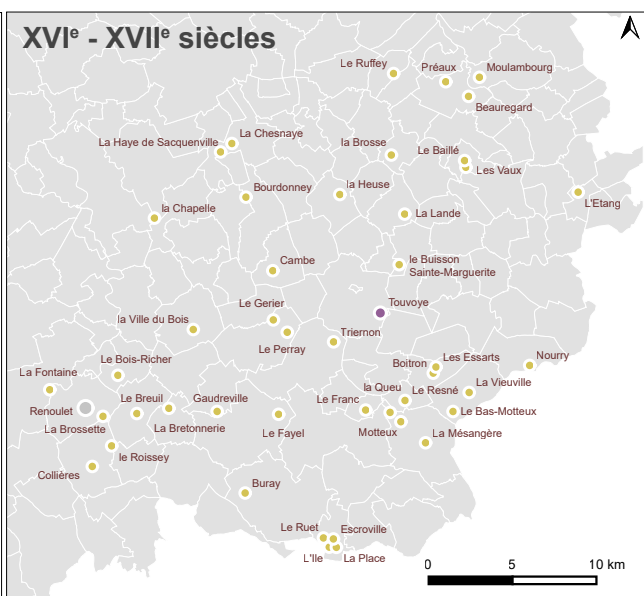 XVIe - XVIIe siècles
Le Ruffey
Préaux
Moulambourg
Beauregard
La Chesnaye
La Haye de Sacquenville
la Brosse
Le Baillé
Les Vaux
Bourdonney
la Heuse
L'Etang
la Chapelle
La Lande
Cambe
le Buisson
Sainte-Marguerite
Touvoye
Le Gerier
la Ville du Bois
Le Perray
Triernon
Le Bois-Richer
Boitron
Les Essarts
Nourry
La Fontaine
la Queu
Le Resné
La Vieuville
Renoulet
Le Breuil
Gaudreville
Le Franc
Le Bas-Motteux
La Brossette
La Bretonnerie
Le Fayel
Motteux
La Mésangère
le Roissey
Collières
Buray
Le Ruet
Escroville
L'Ile
La Place
0 5 10 km